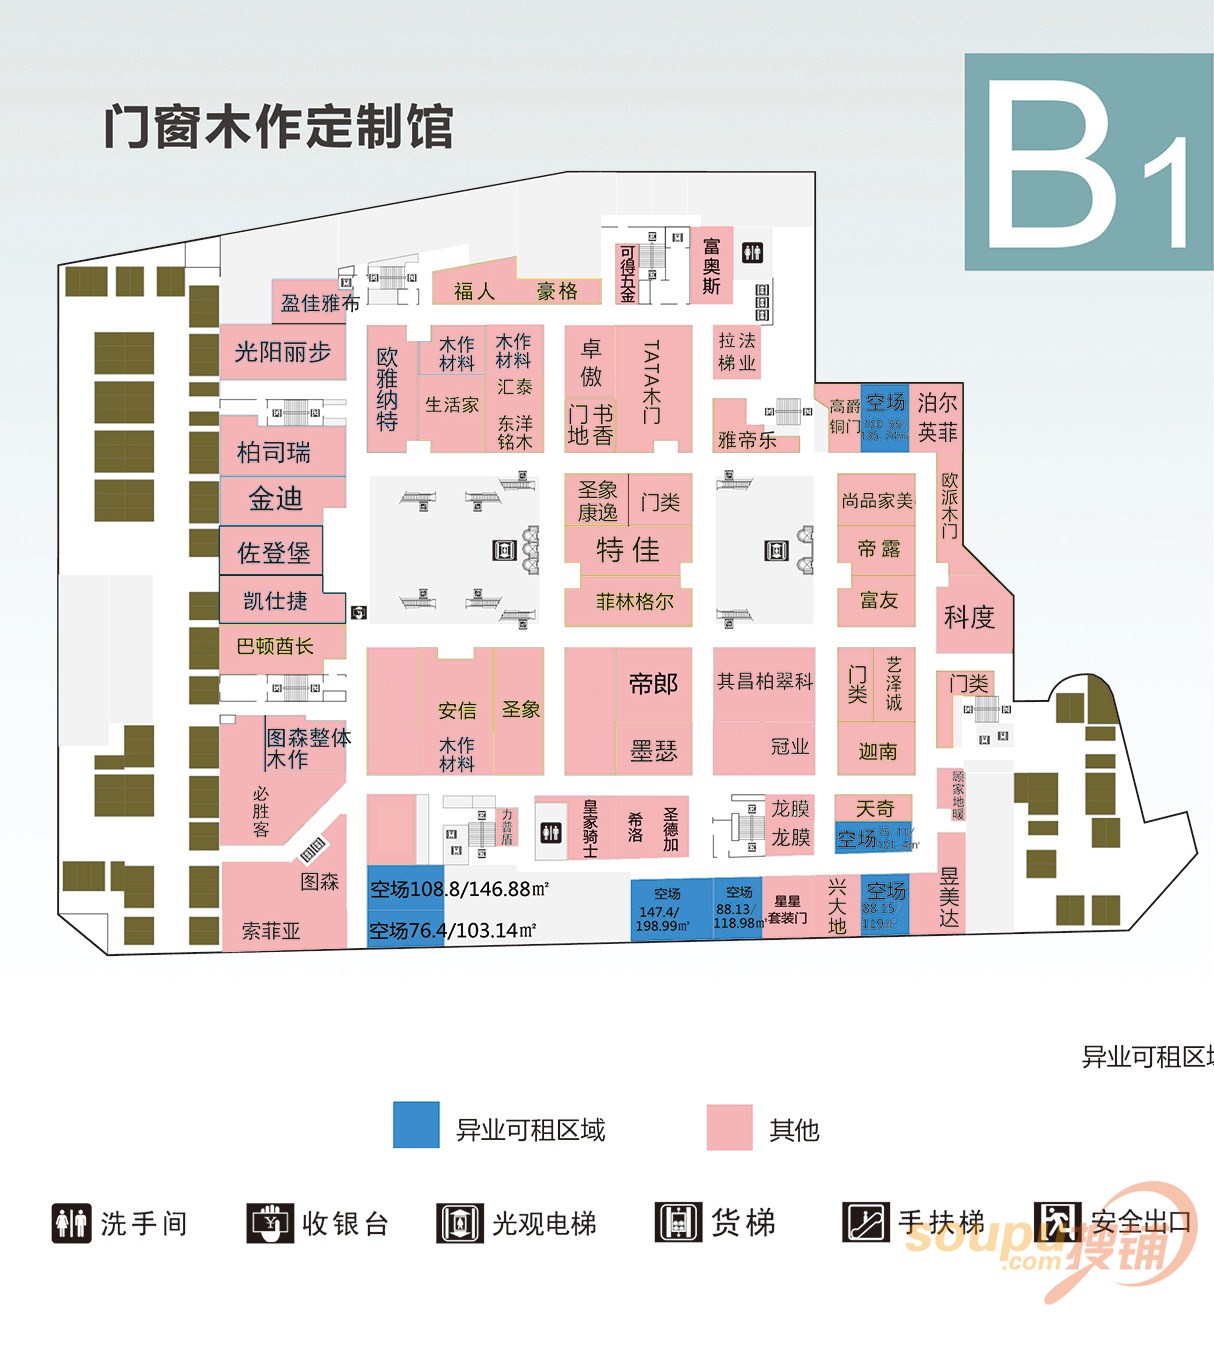 B1
门窗木作定制馆
可得五金
富奥斯
福人
豪格
盈佳雅布
光阳丽步
欧雅纳特
木作
材料
生活家
木作
材料
汇泰
东洋
铭木
卓傲
门书
地香
TATA木门
拉法
梯业
雅帝乐
高爵
铜门
空场
泊尔
英菲
欧派木门
柏司瑞
金迪
佐登堡
凯仕捷
巴顿酋长
圣象
康逸
门类
特佳
菲林格尔
尚品家美
帝露
富友
科度
门类
图森整体
木作
必胜客
安信
木作
材料
圣象
帝郎
墨瑟
其昌柏翠科
冠业
门类
艺泽诚
迦南
顾家地暖
力普盾
皇家骑士
希洛
圣德加
龙膜
龙膜
天奇
空场
图森
索菲亚
空场108.8/146.88㎡
空场76.4/103.14㎡
空场
147.4/
198.99㎡
空场
88.13/
118.98㎡
星星
套装门
兴大地
空场
88.15/
119㎡
昱美达
异业可租区域
异业可租区域
其他
洗手间
收银台
光观电梯
货梯
手扶梯
安全出口
soupu搜铺
.com